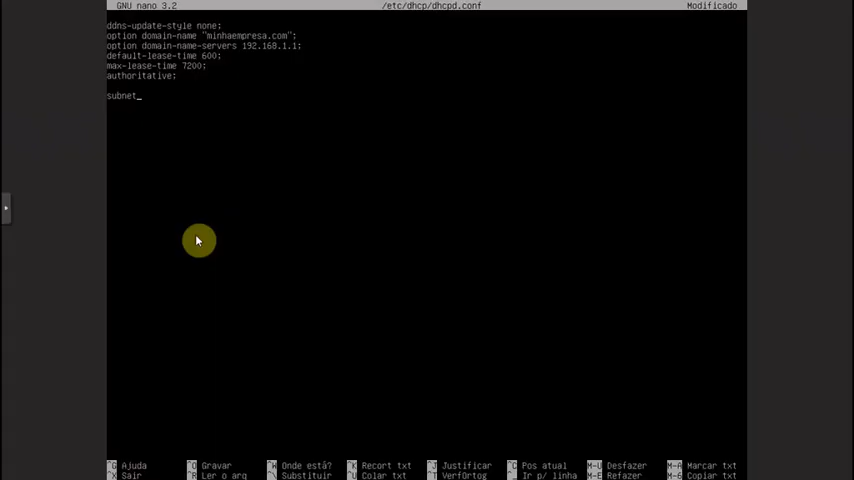 GNU nano 3.2 /etc/dhcp/dhcpd.conf Modificado
ddns-update-style none;
option domain-name "minhaempresa.com";
option domain-name-servers 192.168.1.1;
default-lease-time 600;
max-lease-time 7200;
authoritative;
subnet_
^G Ajuda ^O Gravar ^W Onde está? ^K Recort txt ^J Justificar ^C Pos atual M-U Desfazer M-A Marcar txt
^X Sair ^R Ler o arq ^\ Substituir ^U Colar txt ^T VerfOrtog ^_ Ir p/ linha M-E Refazer M-6 Copiar txt